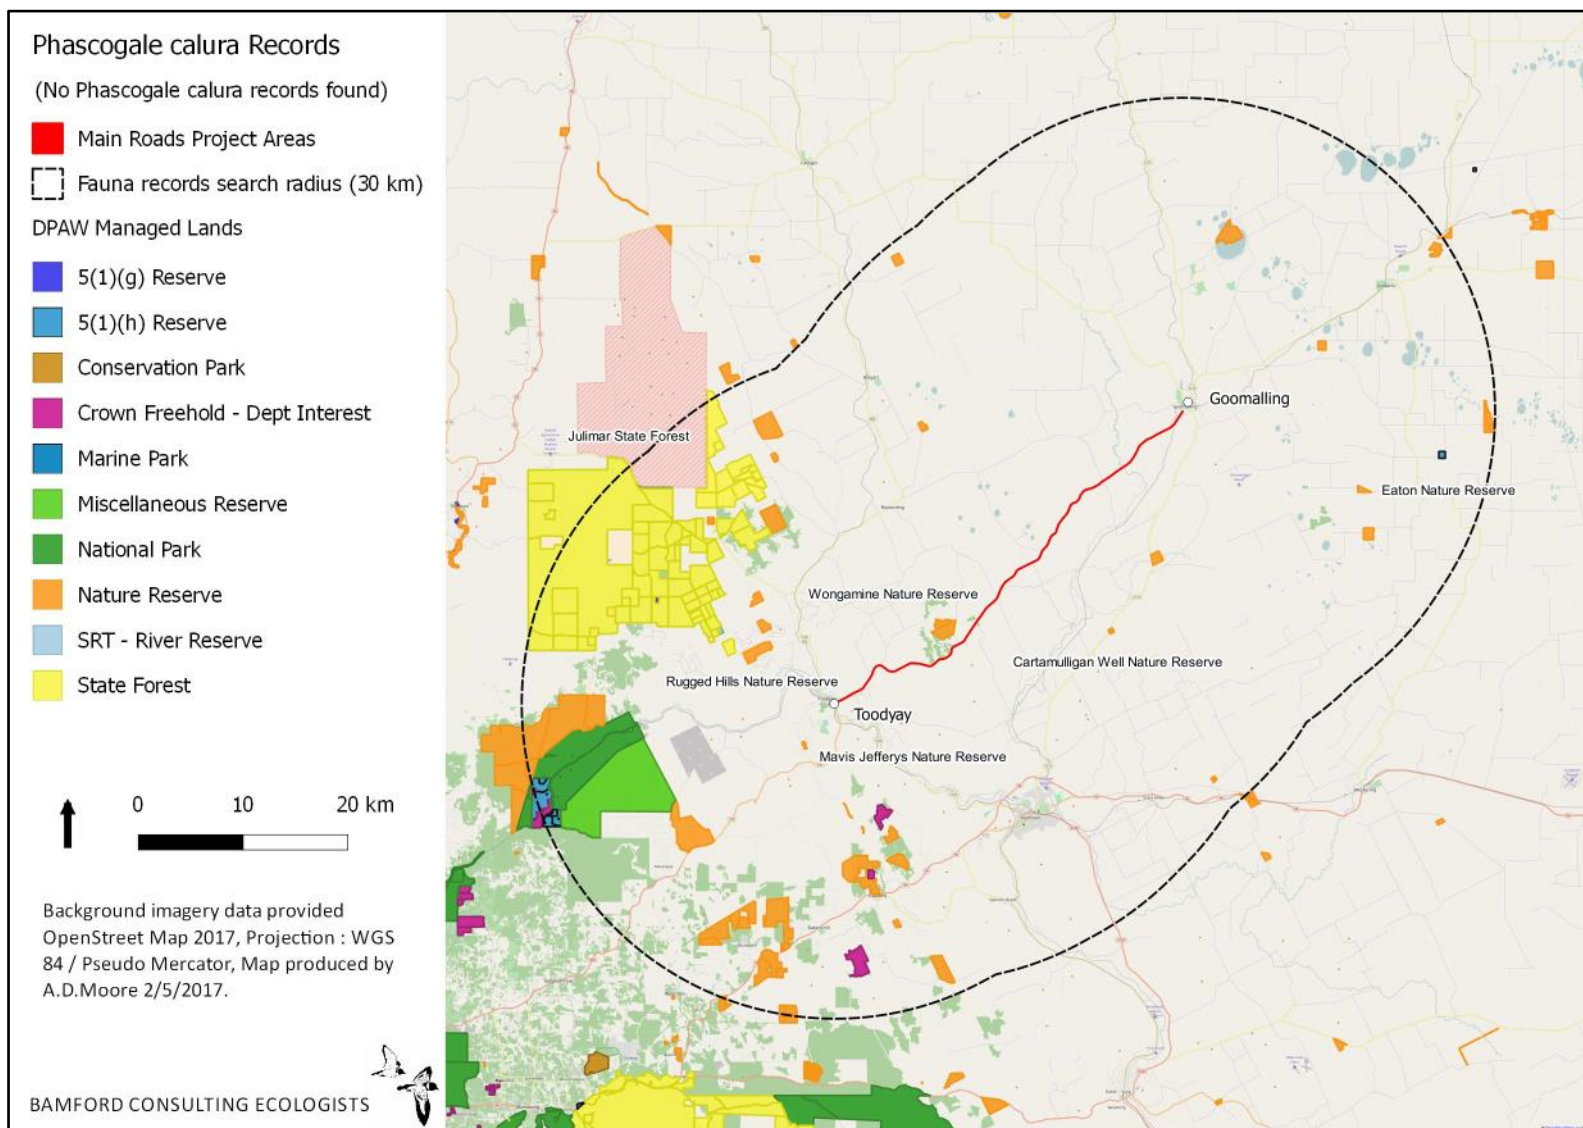 Phascogale calura Records
(No Phascogale calura records found)
Main Roads Project Areas
Fauna records search radius (30 km)
DPAW Managed Lands
5(1)(g) Reserve
5(1)(h) Reserve
Conservation Park
Crown Freehold - Dept Interest
Marine Park
Miscellaneous Reserve
National Park
Nature Reserve
SRT - River Reserve
State Forest
0 10 20 km
Background imagery data provided
OpenStreet Map 2017, Projection : WGS
84 / Pseudo Mercator, Map produced by
A.D.Moore 2/5/2017.
BAMFORD CONSULTING ECOLOGISTS
Goomalling
Julimar State Forest
Eaton Nature Reserve
Wongamine Nature Reserve
Cartamulligan Well Nature Reserve
Rugged Hills Nature Reserve
Toodyay
Mavis Jefferys Nature Reserve